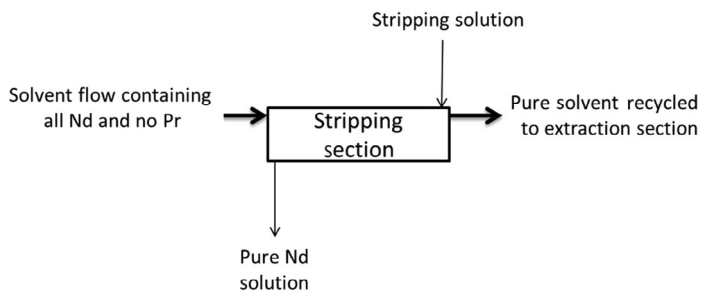 Stripping solution
Solvent flow containing
all Nd and no Pr
Stripping
section
Pure solvent recycled
to extraction section
Pure Nd
solution